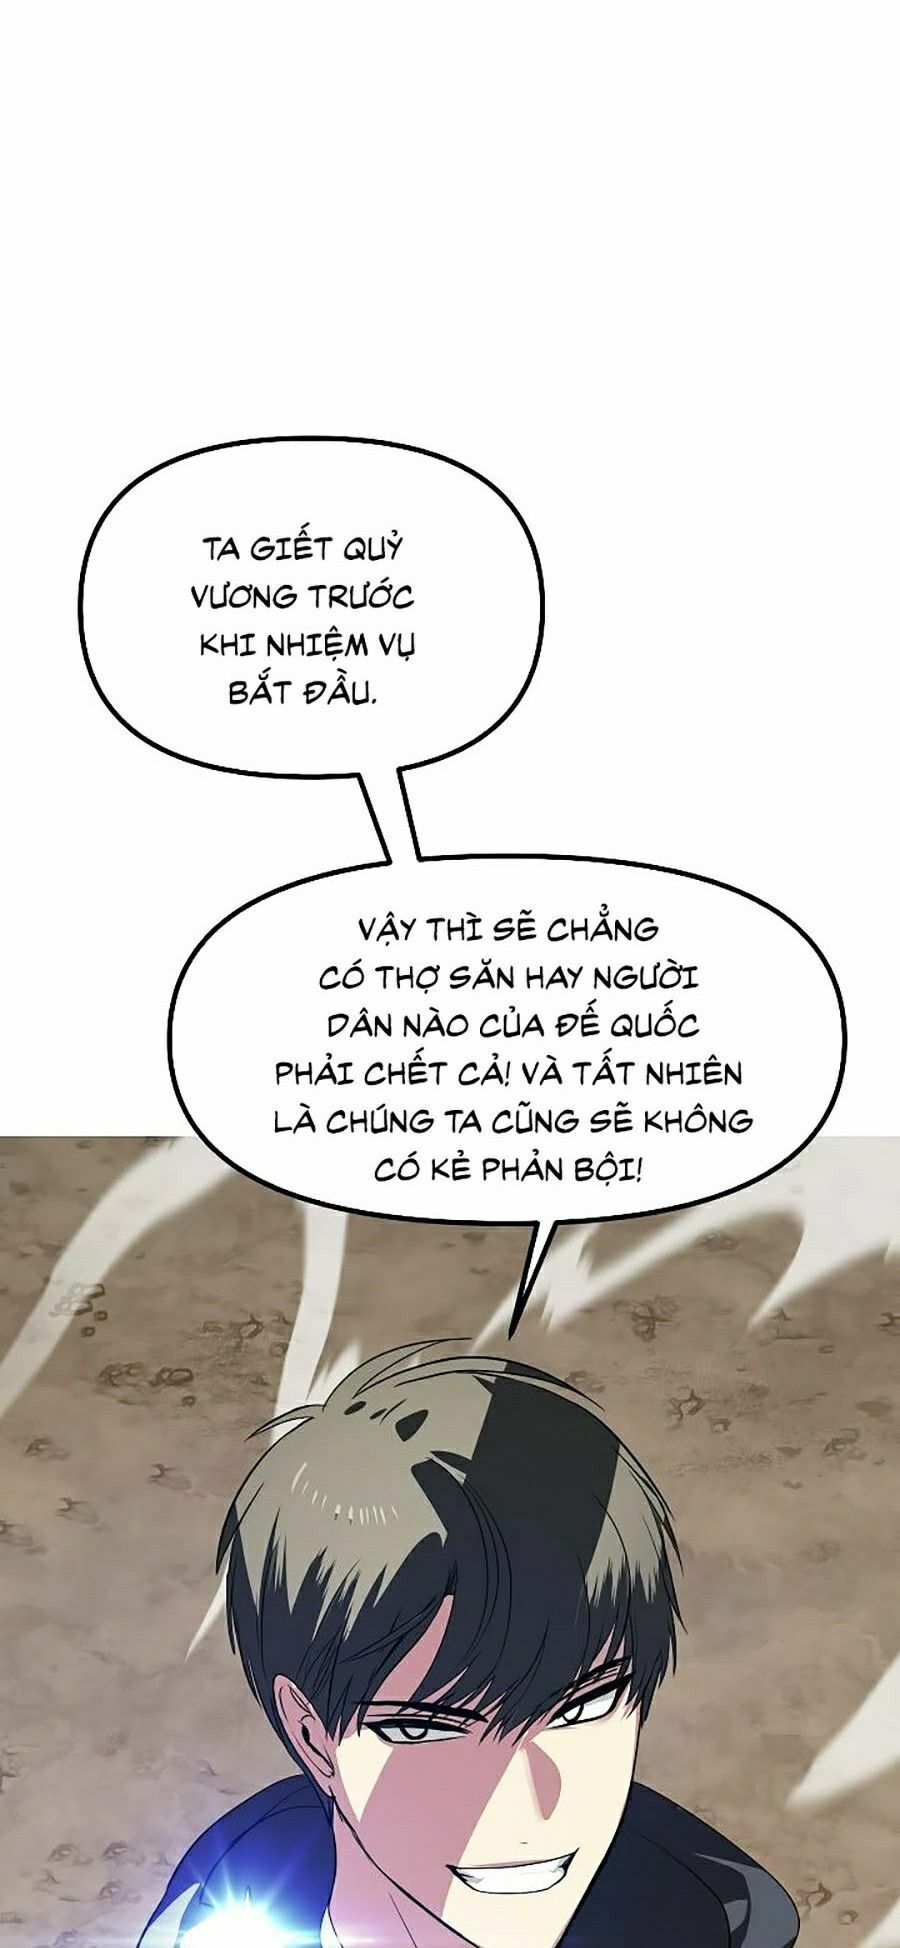 TA GIẾT QUỶ
VƯƠNG TRƯỚC
KHI NHIỆM VỤ
BẮT ĐẦU.
VẬY THÌ SẼ CHẲNG
CÓ THỢ SĂN HAY NGƯỜI
DÂN NÀO CỦA ĐẾ QUỐC
PHẢI CHẾT CẢ! VÀ TẤT NHIÊN
LÀ CHÚNG TA CŨNG SẼ KHÔNG
CÓ KẺ PHẢN BỘI!